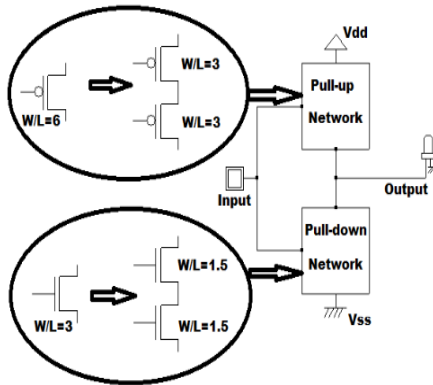 Vdd
W/L=3
W/L=6
W/L=3
Pull-up
Network
Input
Output
Pull-down
Network
W/L=1.5
W/L=3
W/L=1.5
Vss